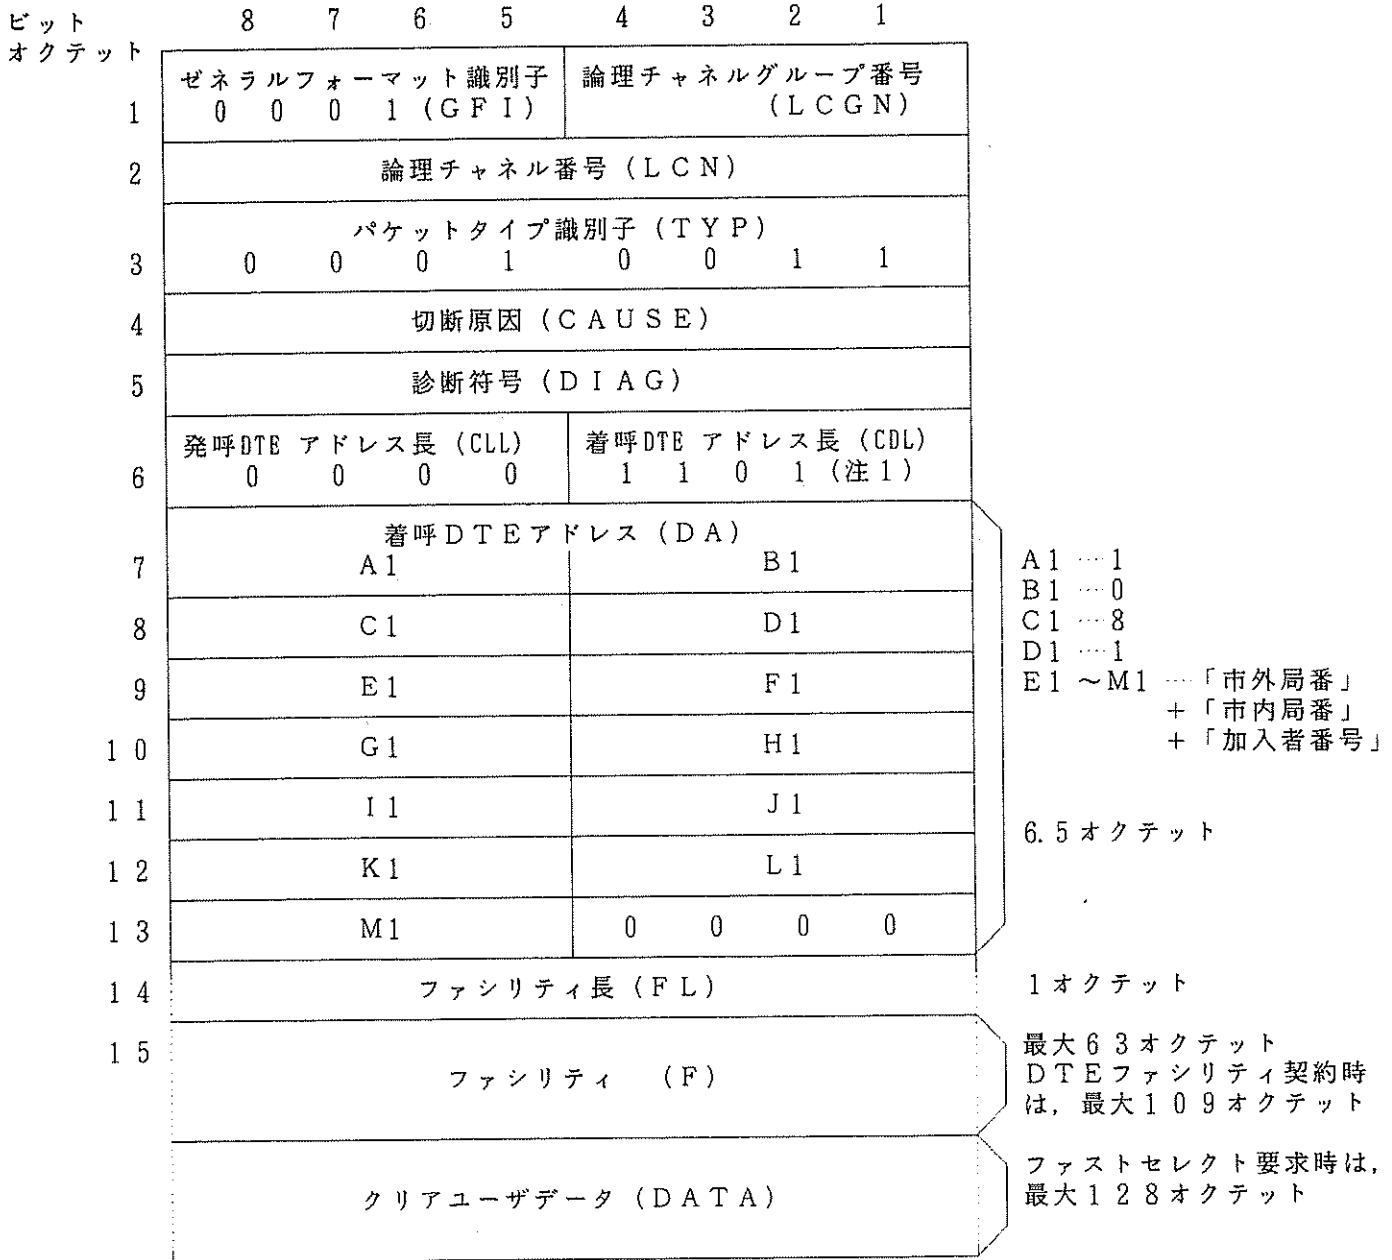 ビット 8 7 6 5 4 3 2 1
オクテット
ゼネラルフォーマット識別子 論理チャネルグループ番号
1 0 0 0 1 (GFI) (LCGN)
2 論理チャネル番号 (LCN)
パケットタイプ識別子 (TYP)
3 0 0 0 1 0 0 1 1
4 切断原因 (CAUSE)
5 診断符号 (DIAG)
発呼DTE アドレス長 (CLL) 着呼DTE アドレス長 (CDL)
6 0 0 0 0 1 1 0 1 (注1)
着呼DTEアドレス (DA)
7 A1 B1
8 C1 D1
9 E1 F1
10 G1 H1
11 I1 J1
12 K1 L1
13 M1 0 0 0 0
A1 …1
B1 …0
C1 …8
D1 …1
E1 ~M1 …「市外局番」
+「市内局番」
+「加入者番号」
6.5オクテット
14 ファシリティ長 (FL) 1オクテット
15 ファシリティ (F)
最大63オクテット
DTEファシリティ契約時
は,最大109オクテット
クリアユーザデータ (DATA)
ファストセレクト要求時は,
最大128オクテット